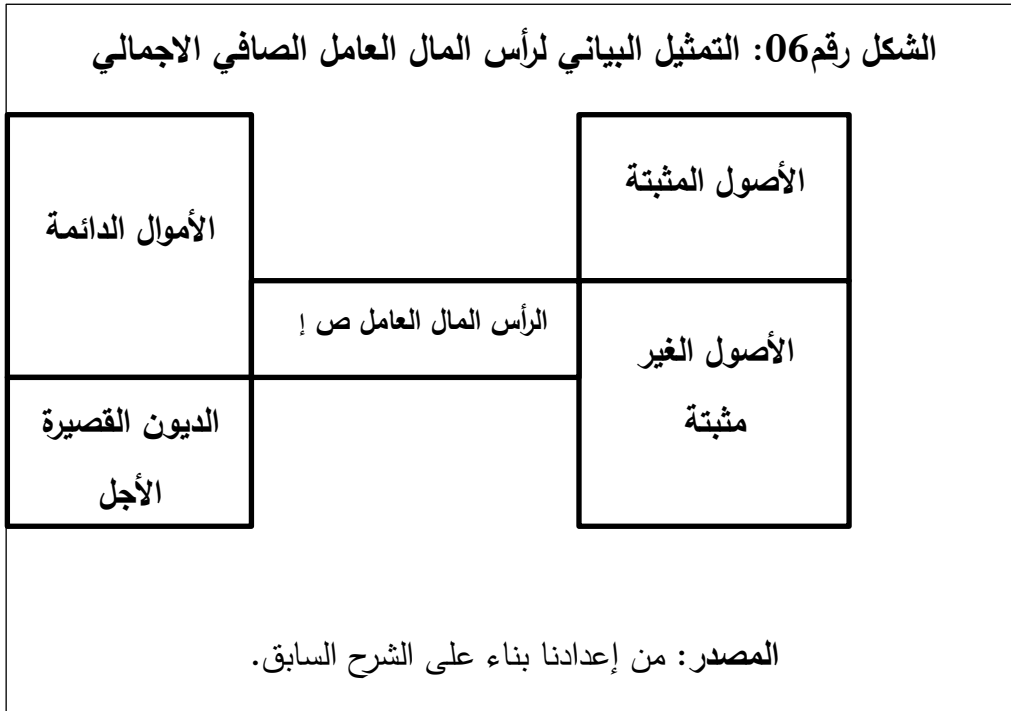 الشكل رقم06: التمثيل البياني لرأس المال العامل الصافي الاجمالي
الأصول المثبتة
الأموال الدائمة
الرأس المال العامل ص إ
الأصول الغير
مثبتة
الديون القصيرة
الأجل
المصدر: من إعدادنا بناء على الشرح السابق.